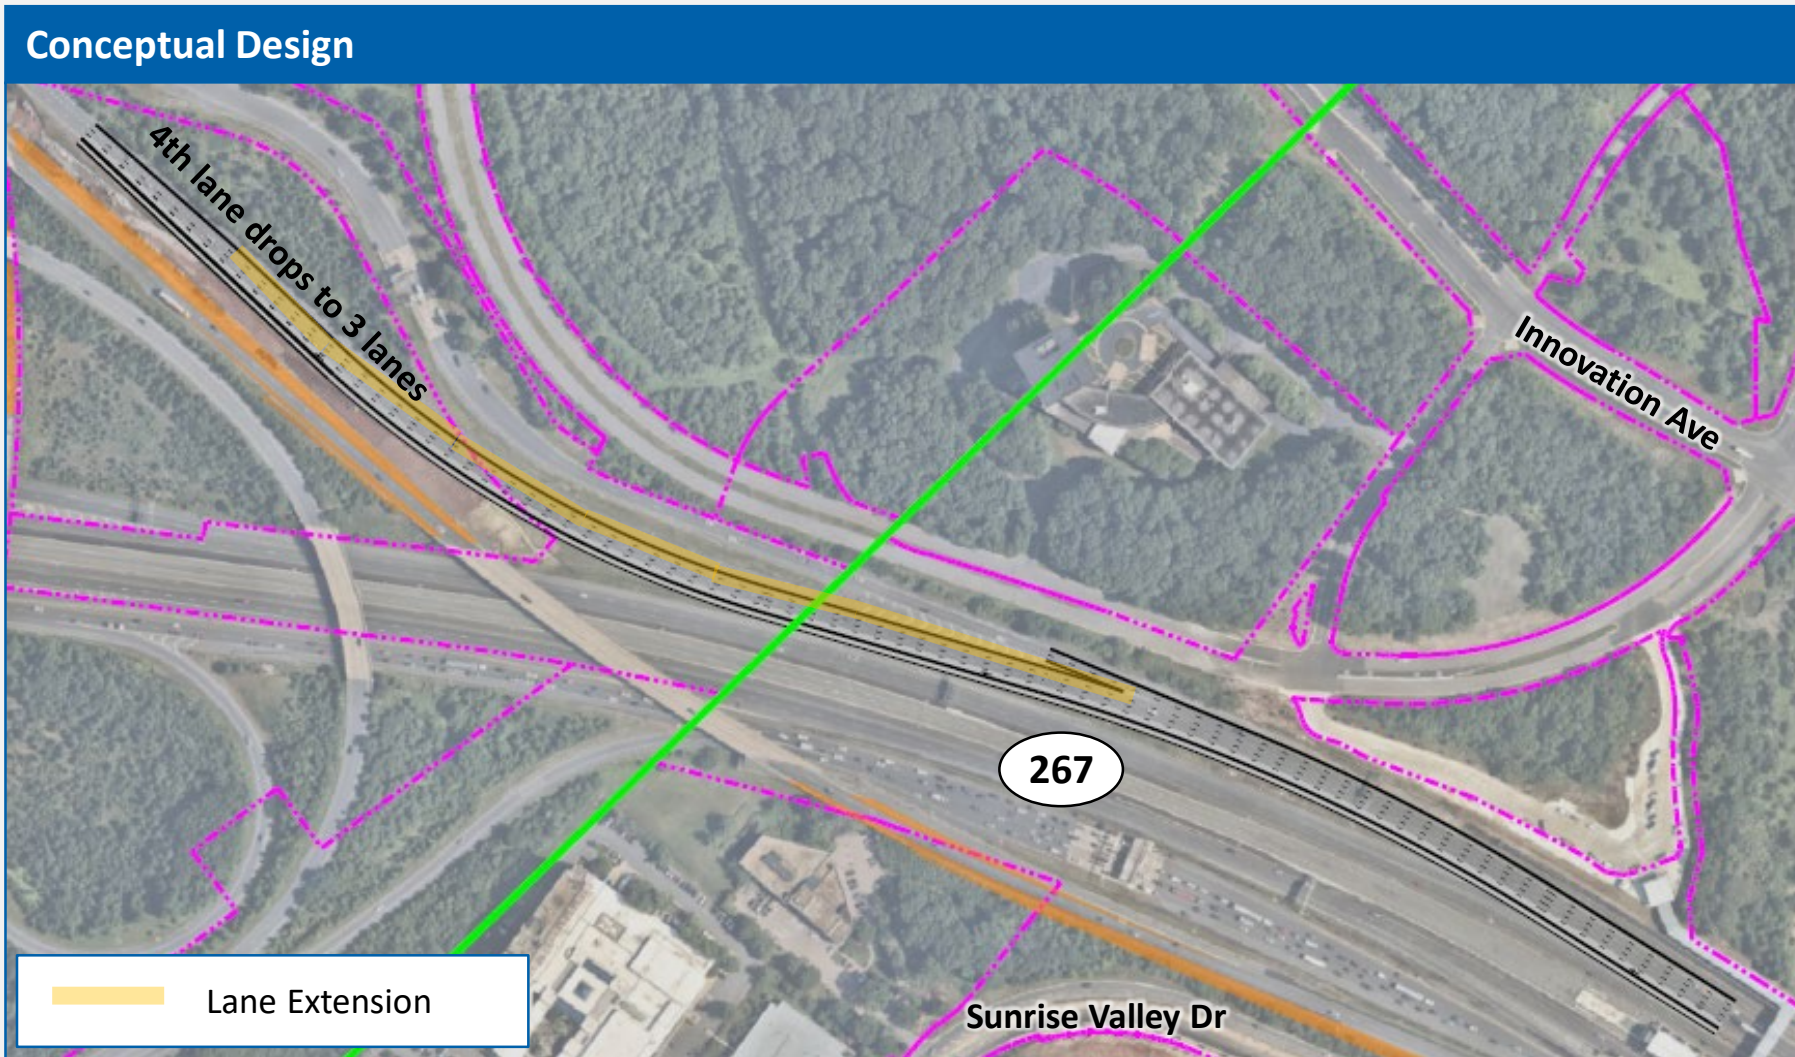 Conceptual Design
4th lane drops to 3 lanes
Innovation Ave
267
Sunrise Valley Dr
Lane Extension